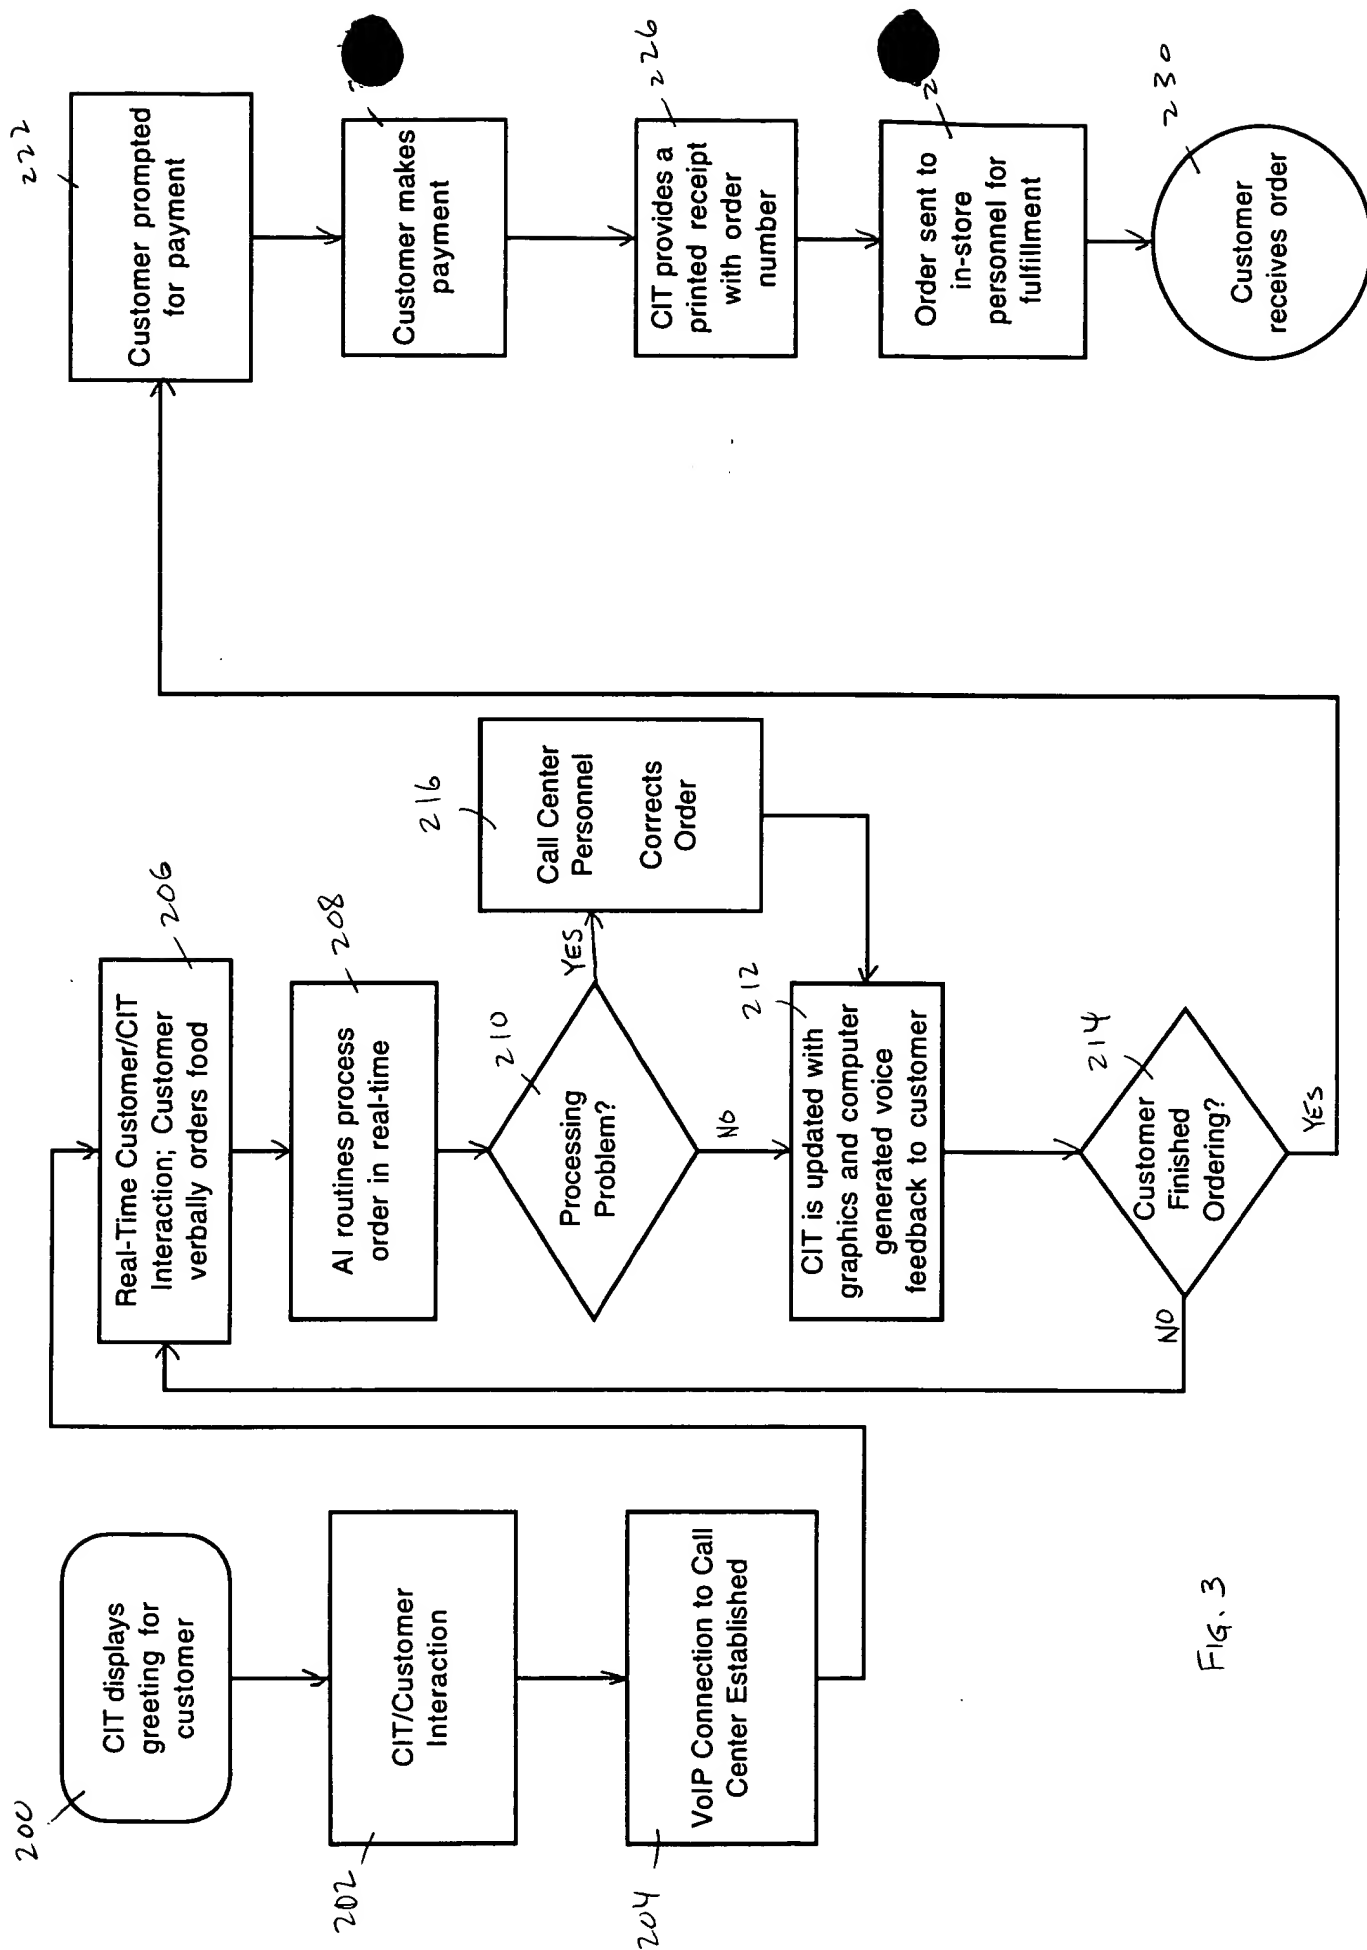 200
CIT displays
greeting for
customer
202
CIT/Customer
Interaction
204
VoIP Connection to Call
Center Established
206
Real-Time Customer/CIT
Interaction; Customer
verbally orders food
208
AI routines process
order in real-time
210
Processing
Problem?
YES
NO
216
Call Center
Personnel
Corrects
Order
212
CIT is updated with
graphics and computer
generated voice
feedback to customer
214
Customer
Finished
Ordering?
NO
YES
222
Customer prompted
for payment
Customer makes
payment
226
CIT provides a
printed receipt
with order
number
Order sent to
in-store
personnel for
fulfillment
230
Customer
receives order
FIG. 3